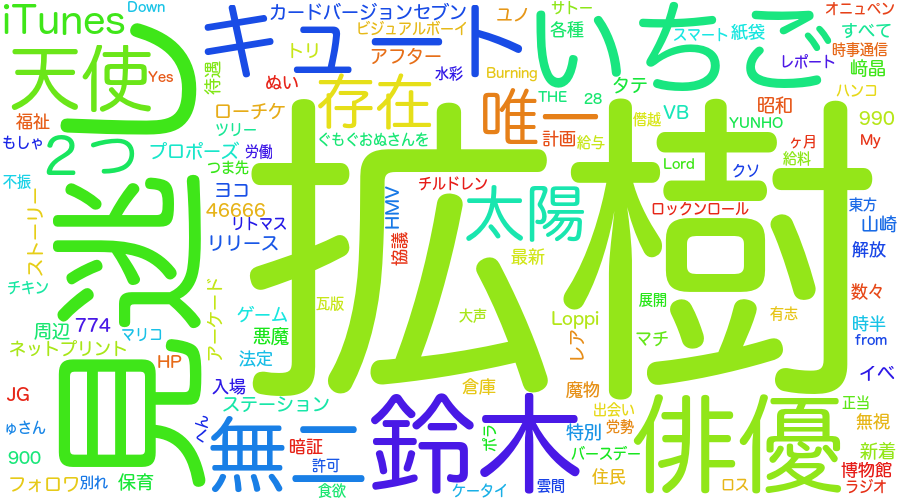 iTunes
Down
キュート
カードバージョンセブン
ビジュアルボーイ
ユノ
サトー
各種
いちご
スマート
紙袋
オニュペン
すべて
時事通信
レポート
崎晶
ハンコ
天使
Yes
待遇
トリ
アフター
水彩
Burning
ぬい
存在
唯一
THE
28
タテ
僭越
VB
昭和
YUNHO
990
My
福祉
もしゃ
2つ
ローチケ
ツリー
労働
プロポーズ
つま先
ぐもぐおぬさんを
計画
給与
ヶ月
給料
Lord
クソ
不振
見逃し
ヨコ
46666
リトマス
リリース
HMV
チルドレン
協議
太陽
拡樹
ロックンロール
東方
山崎
解放
ストーリー
チキン
最新
数々
展開
有志
アーケード
ゲーム
瓦版
大声
Loppi
レア
マチ
時半
from
周辺
774
マリコ
悪魔
法定
ネットプリント
HP
イベ
JG
入場
倉庫
魔物
ステーション
出会い
正当
ゅさん
くん
無二
暗証
鈴木
ポラ
特別
党勢
俳優
無視
900
許可
バースデー
新着
フォロワ
別れ
保育
食欲
ケータイ
雲間
住民
ロス
博物館
ラジオ